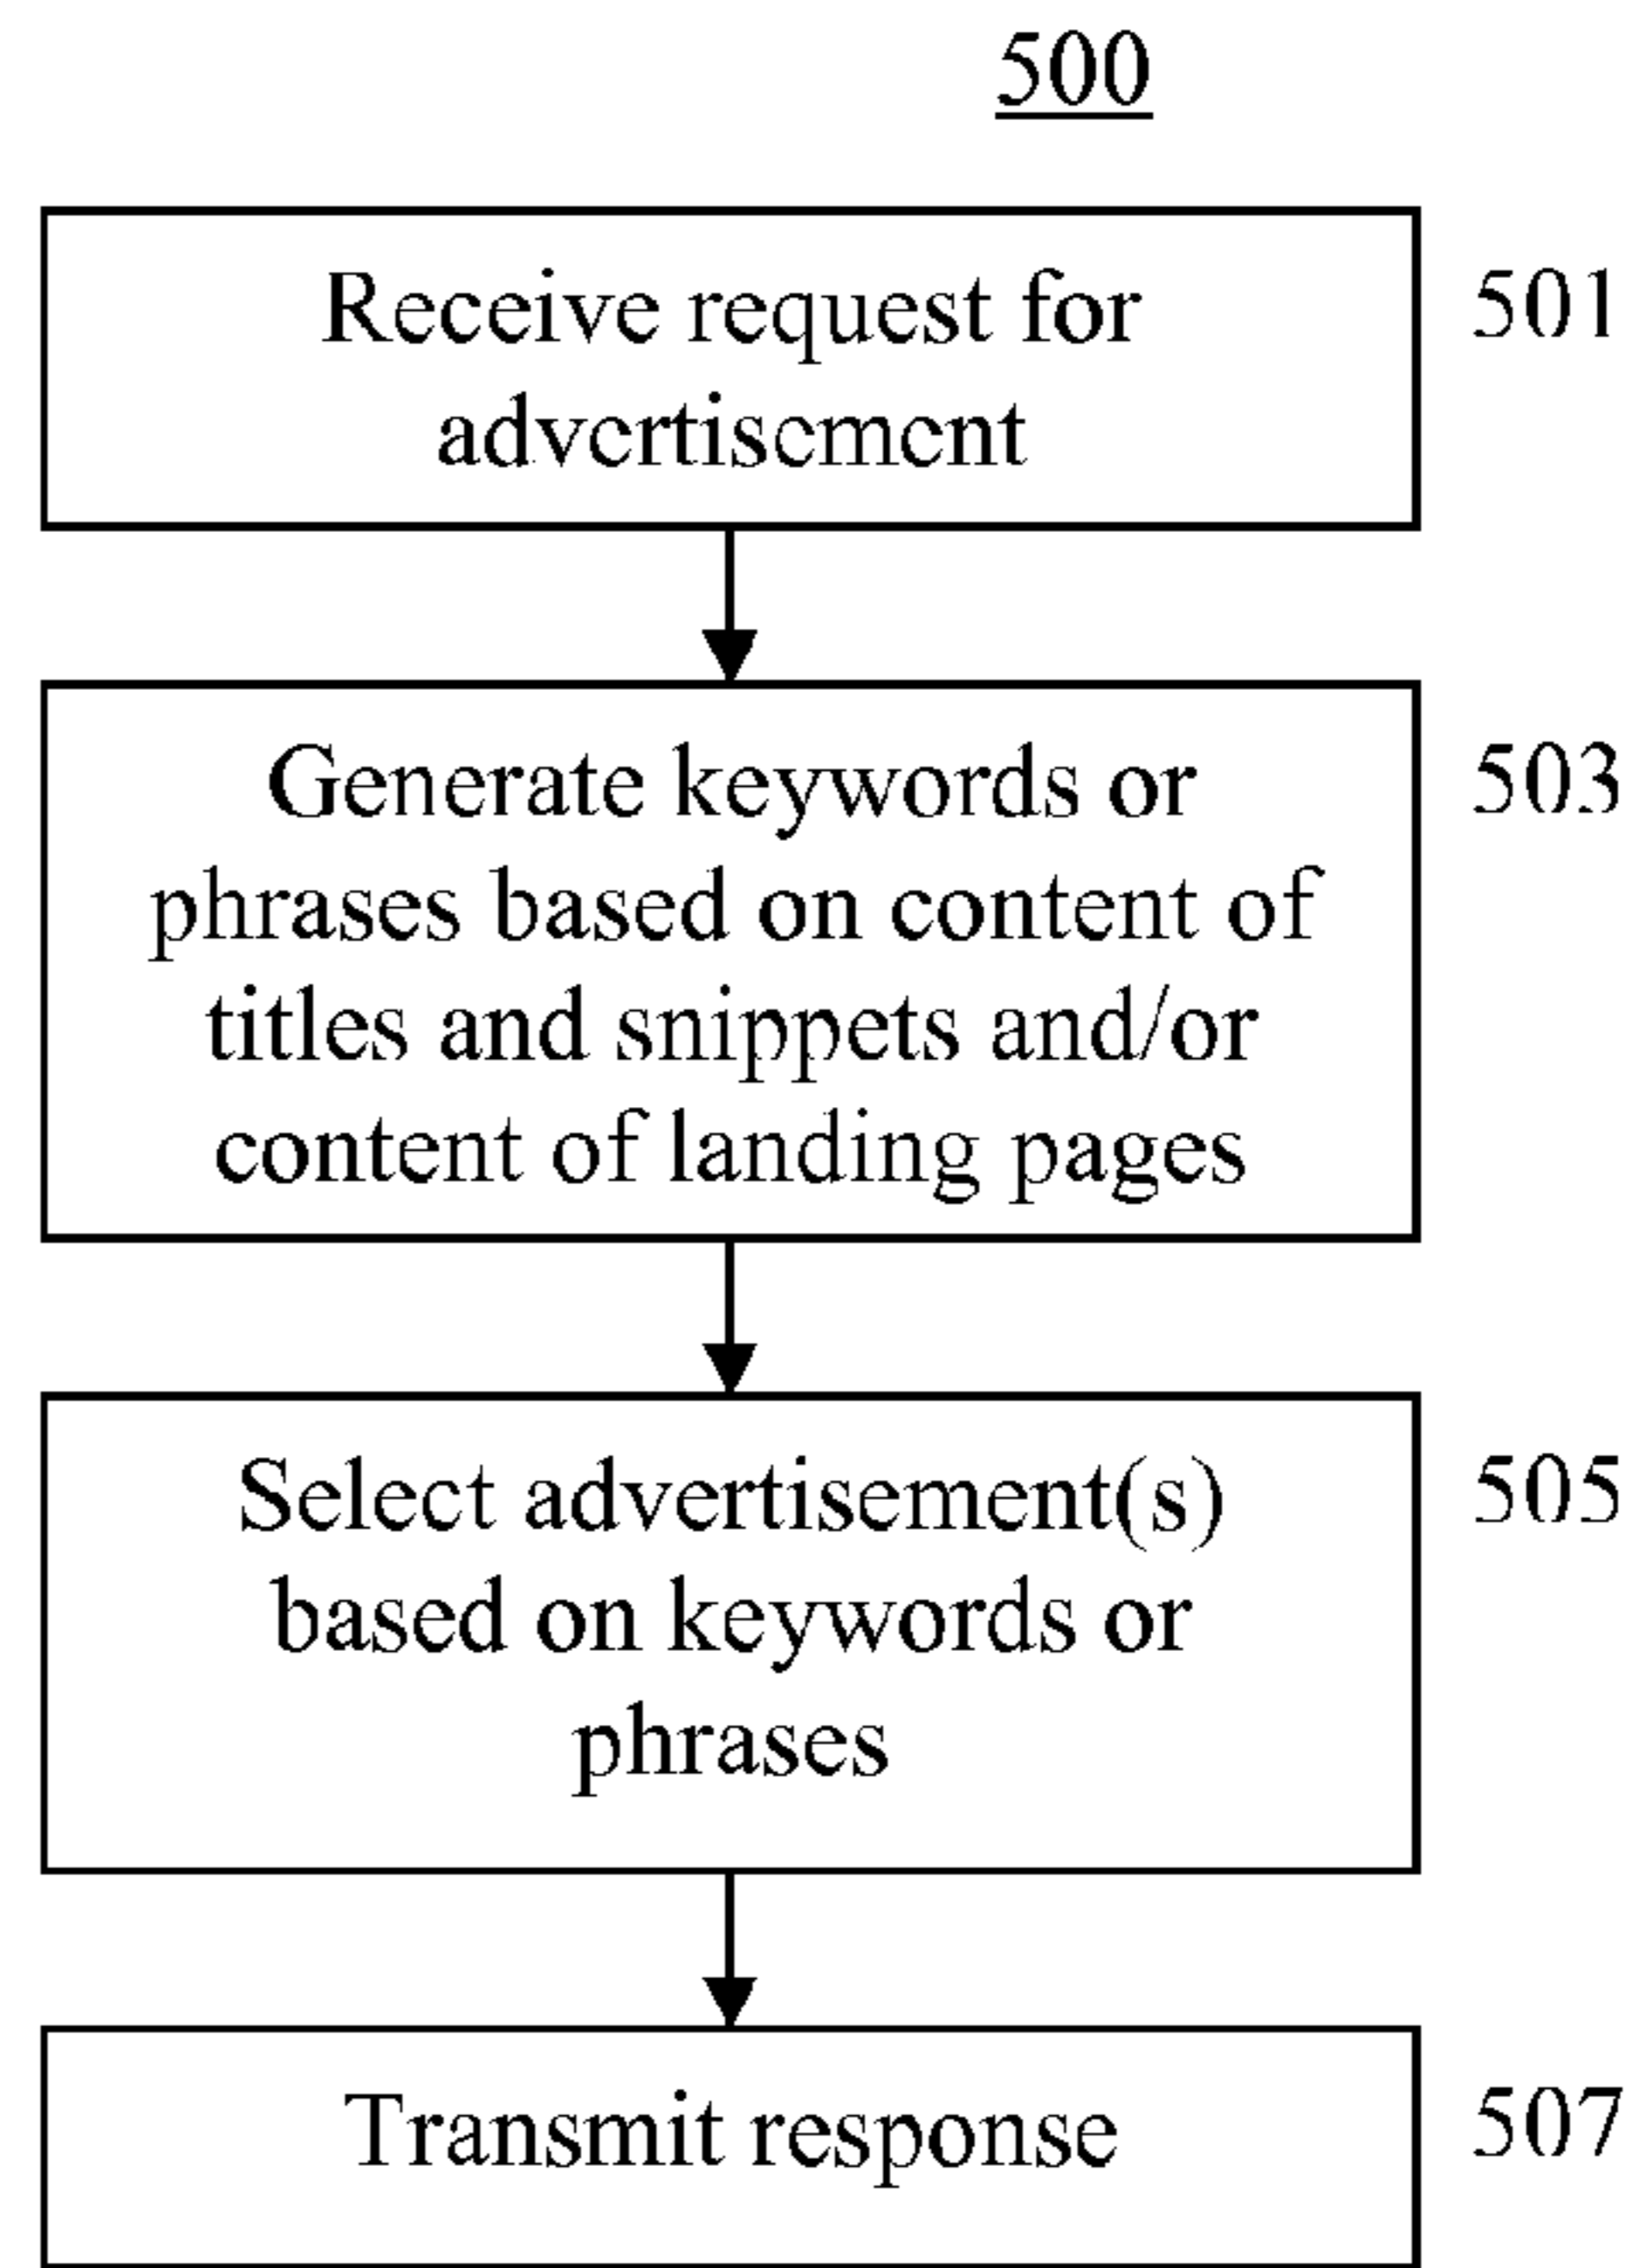 500
Receive request for
advertisement
501
Generate keywords or
phrases based on content of
titles and snippets and/or
content of landing pages
503
Select advertisement(s)
based on keywords or
phrases
505
Transmit response
507